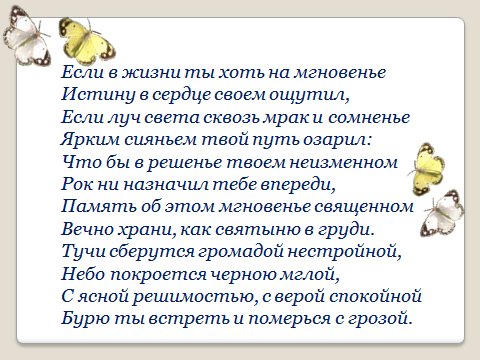 Если в жизни ты хоть на мгновенье
Истину в сердце своем ощутил,
Если луч света сквозь мрак и сомненье
Ярким сияньем твой путь озарил:
Что бы в решенье твоем неизменном
Рок ни назначил тебе впереди,
Память об этом мгновенье священном
Вечно храни, как святыню в груди.
Тучи сберутся громадой нестройной,
Небо покроется черною мглой,
С ясной решимостью, с верой спокойной
Бурю ты встреть и померься с грозой.